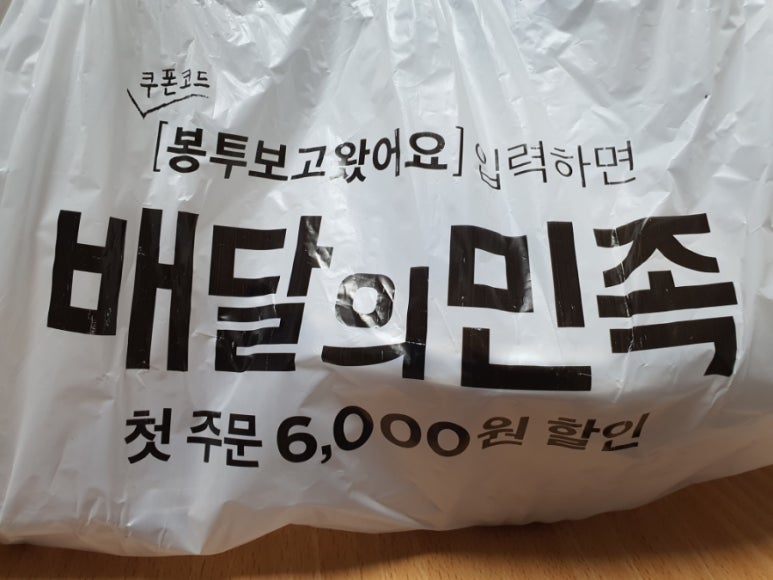 쿠폰코드
[봉투보고왔어요] 입력하면
배달의민족
첫 주문 6,000원 할인